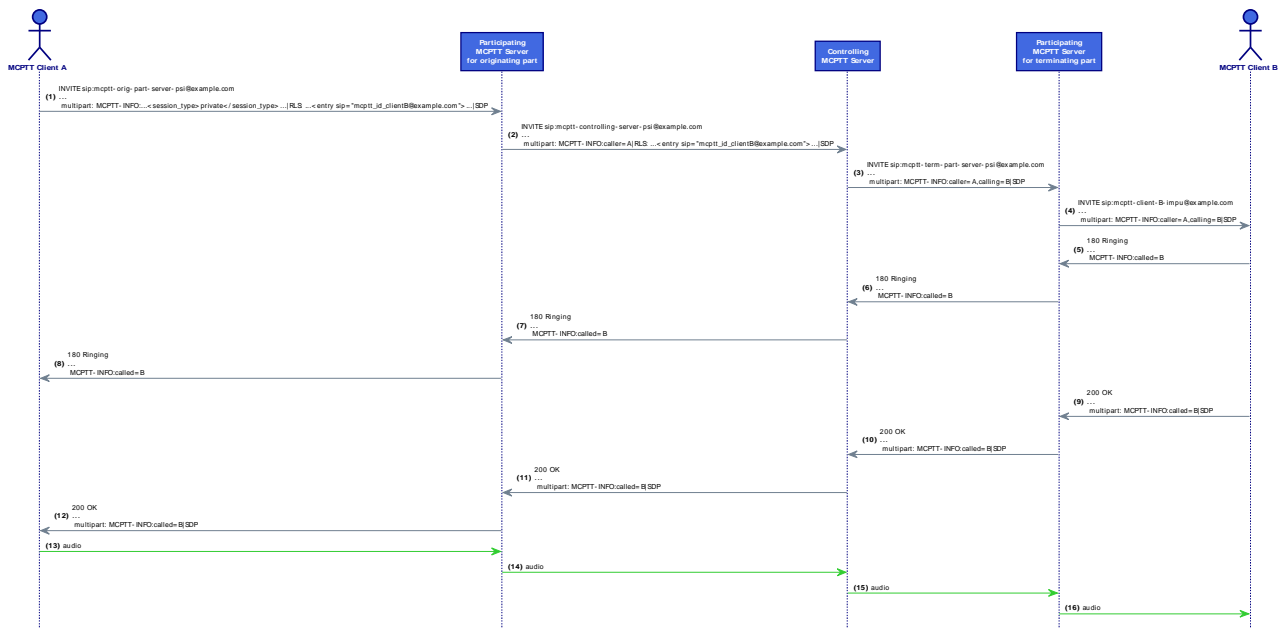 MCPTT Client A
Participating
MCPTT Server
for originating part
Controlling
MCPTT Server
Participating
MCPTT Server
for terminating part
MCPTT Client B
INVITE sip:mcptt-orig-part-server-psi@example.com
(1) ...
multipart: MCPTT-INFO:...<session_type>private</session_type>...|RLS: ...<entry sip="mcptt_id_clientB@example.com">...|SDP
INVITE sip:mcptt-controlling-server-psi@example.com
(2) ...
multipart: MCPTT-INFO:caller=A|RLS: ...<entry sip="mcptt_id_clientB@example.com">...|SDP
INVITE sip:mcptt-term-part-server-psi@example.com
(3) ...
multipart: MCPTT-INFO:caller=A,calling=B|SDP
INVITE sip:mcptt-client-B-impu@example.com
(4) ...
multipart: MCPTT-INFO:caller=A,calling=B|SDP
180 Ringing
(5) ...
MCPTT-INFO:called=B
180 Ringing
(6) ...
MCPTT-INFO:called=B
180 Ringing
(7) ...
MCPTT-INFO:called=B
180 Ringing
(8) ...
MCPTT-INFO:called=B
200 OK
(9) ...
multipart: MCPTT-INFO:called=B|SDP
200 OK
(10) ...
multipart: MCPTT-INFO:called=B|SDP
200 OK
(11) ...
multipart: MCPTT-INFO:called=B|SDP
200 OK
(12) ...
multipart: MCPTT-INFO:called=B|SDP
(13) audio
(14) audio
(15) audio
(16) audio